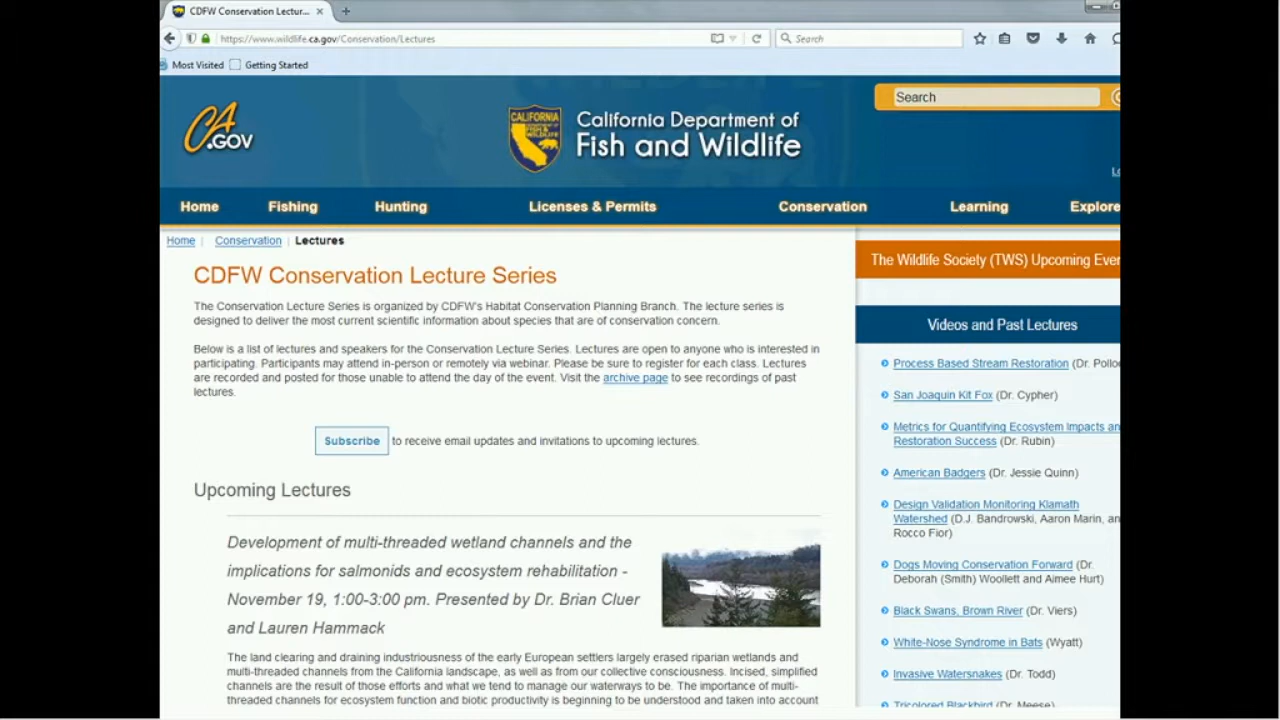 CDFW Conservation Lectur...
https://www.wildlife.ca.gov/Conservation/Lectures
Search
Most Visited
Getting Started
CA.GOV
CALIFORNIA
FISH & WILDLIFE
California Department of
Fish and Wildlife
Search
Home
Fishing
Hunting
Licenses & Permits
Conservation
Learning
Explore
Home | Conservation | Lectures
CDFW Conservation Lecture Series
The Conservation Lecture Series is organized by CDFW's Habitat Conservation Planning Branch. The lecture series is
designed to deliver the most current scientific information about species that are of conservation concern.
Below is a list of lectures and speakers for the Conservation Lecture Series. Lectures are open to anyone who is interested in
participating. Participants may attend in-person or remotely via webinar. Please be sure to register for each class. Lectures
are recorded and posted for those unable to attend the day of the event. Visit the archive page to see recordings of past
lectures.
Subscribe to receive email updates and invitations to upcoming lectures.
Upcoming Lectures
Development of multi-threaded wetland channels and the
implications for salmonids and ecosystem rehabilitation -
November 19, 1:00-3:00 pm. Presented by Dr. Brian Cluer
and Lauren Hammack
The land clearing and draining industriousness of the early European settlers largely erased riparian wetlands and
multi-threaded channels from the California landscape, as well as from our collective consciousness. Incised, simplified
channels are the result of those efforts and what we tend to manage our waterways to be. The importance of multi-
threaded channels for ecosystem function and biotic productivity is beginning to be understood and taken into account
The Wildlife Society (TWS) Upcoming Even
Videos and Past Lectures
Process Based Stream Restoration (Dr. Polloc
San Joaquin Kit Fox (Dr. Cypher)
Metrics for Quantifying Ecosystem Impacts an
Restoration Success (Dr. Rubin)
American Badgers (Dr. Jessie Quinn)
Design Validation Monitoring Klamath
Watershed (D.J. Bandrowski, Aaron Marin, an
Rocco Fior)
Dogs Moving Conservation Forward (Dr.
Deborah (Smith) Woollett and Aimee Hurt)
Black Swans, Brown River (Dr. Viers)
White-Nose Syndrome in Bats (Wyatt)
Invasive Watersnakes (Dr. Todd)
Tricolored Blackbird (Dr. Meese)